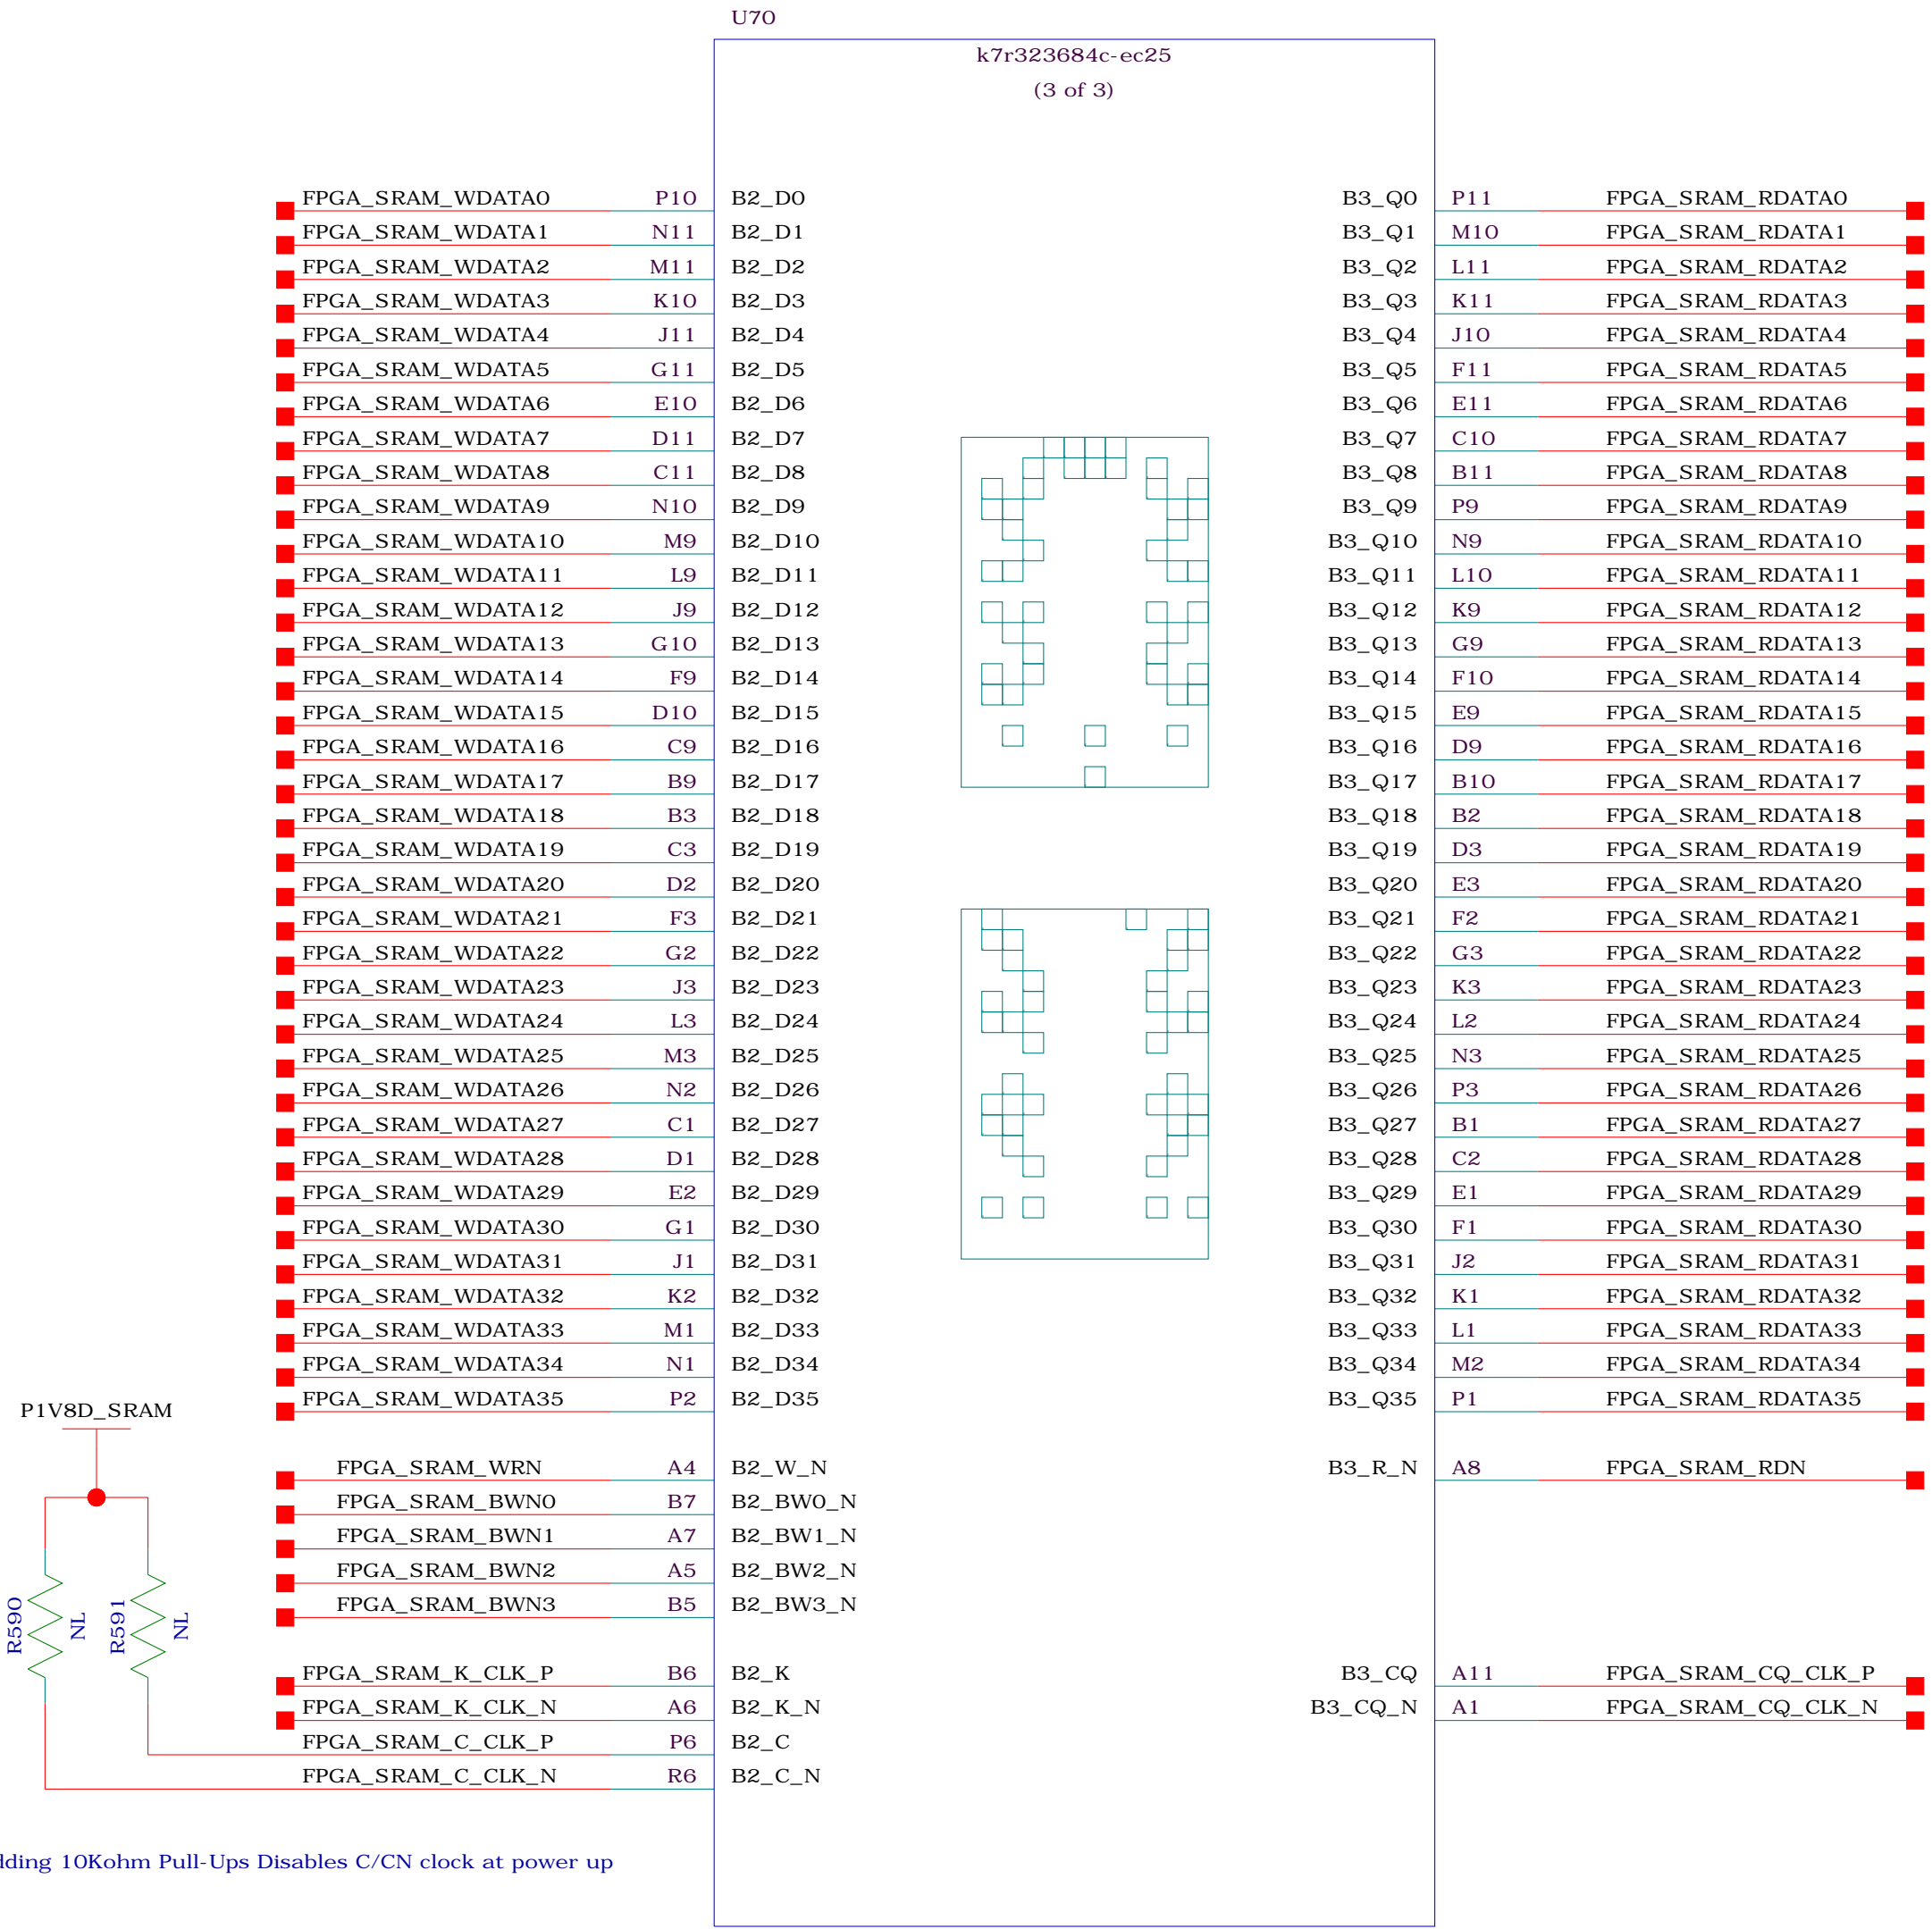 U70
k7r323684c-ec25
(3 of 3)
FPGA_SRAM_WDATA0 P10 B2_D0 B3_Q0 P11 FPGA_SRAM_RDATA0
FPGA_SRAM_WDATA1 N11 B2_D1 B3_Q1 M10 FPGA_SRAM_RDATA1
FPGA_SRAM_WDATA2 M11 B2_D2 B3_Q2 L11 FPGA_SRAM_RDATA2
FPGA_SRAM_WDATA3 K10 B2_D3 B3_Q3 K11 FPGA_SRAM_RDATA3
FPGA_SRAM_WDATA4 J11 B2_D4 B3_Q4 J10 FPGA_SRAM_RDATA4
FPGA_SRAM_WDATA5 G11 B2_D5 B3_Q5 F11 FPGA_SRAM_RDATA5
FPGA_SRAM_WDATA6 E10 B2_D6 B3_Q6 E11 FPGA_SRAM_RDATA6
FPGA_SRAM_WDATA7 D11 B2_D7 B3_Q7 C10 FPGA_SRAM_RDATA7
FPGA_SRAM_WDATA8 C11 B2_D8 B3_Q8 B11 FPGA_SRAM_RDATA8
FPGA_SRAM_WDATA9 N10 B2_D9 B3_Q9 P9 FPGA_SRAM_RDATA9
FPGA_SRAM_WDATA10 M9 B2_D10 B3_Q10 N9 FPGA_SRAM_RDATA10
FPGA_SRAM_WDATA11 L9 B2_D11 B3_Q11 L10 FPGA_SRAM_RDATA11
FPGA_SRAM_WDATA12 J9 B2_D12 B3_Q12 K9 FPGA_SRAM_RDATA12
FPGA_SRAM_WDATA13 G10 B2_D13 B3_Q13 G9 FPGA_SRAM_RDATA13
FPGA_SRAM_WDATA14 F9 B2_D14 B3_Q14 F10 FPGA_SRAM_RDATA14
FPGA_SRAM_WDATA15 D10 B2_D15 B3_Q15 E9 FPGA_SRAM_RDATA15
FPGA_SRAM_WDATA16 C9 B2_D16 B3_Q16 D9 FPGA_SRAM_RDATA16
FPGA_SRAM_WDATA17 B9 B2_D17 B3_Q17 B10 FPGA_SRAM_RDATA17
FPGA_SRAM_WDATA18 B3 B2_D18 B3_Q18 B2 FPGA_SRAM_RDATA18
FPGA_SRAM_WDATA19 C3 B2_D19 B3_Q19 D3 FPGA_SRAM_RDATA19
FPGA_SRAM_WDATA20 D2 B2_D20 B3_Q20 E3 FPGA_SRAM_RDATA20
FPGA_SRAM_WDATA21 F3 B2_D21 B3_Q21 F2 FPGA_SRAM_RDATA21
FPGA_SRAM_WDATA22 G2 B2_D22 B3_Q22 G3 FPGA_SRAM_RDATA22
FPGA_SRAM_WDATA23 J3 B2_D23 B3_Q23 K3 FPGA_SRAM_RDATA23
FPGA_SRAM_WDATA24 L3 B2_D24 B3_Q24 L2 FPGA_SRAM_RDATA24
FPGA_SRAM_WDATA25 M3 B2_D25 B3_Q25 N3 FPGA_SRAM_RDATA25
FPGA_SRAM_WDATA26 N2 B2_D26 B3_Q26 P3 FPGA_SRAM_RDATA26
FPGA_SRAM_WDATA27 C1 B2_D27 B3_Q27 B1 FPGA_SRAM_RDATA27
FPGA_SRAM_WDATA28 D1 B2_D28 B3_Q28 C2 FPGA_SRAM_RDATA28
FPGA_SRAM_WDATA29 E2 B2_D29 B3_Q29 E1 FPGA_SRAM_RDATA29
FPGA_SRAM_WDATA30 G1 B2_D30 B3_Q30 F1 FPGA_SRAM_RDATA30
FPGA_SRAM_WDATA31 J1 B2_D31 B3_Q31 J2 FPGA_SRAM_RDATA31
FPGA_SRAM_WDATA32 K2 B2_D32 B3_Q32 K1 FPGA_SRAM_RDATA32
FPGA_SRAM_WDATA33 M1 B2_D33 B3_Q33 L1 FPGA_SRAM_RDATA33
FPGA_SRAM_WDATA34 N1 B2_D34 B3_Q34 M2 FPGA_SRAM_RDATA34
FPGA_SRAM_WDATA35 P2 B2_D35 B3_Q35 P1 FPGA_SRAM_RDATA35
P1V8D_SRAM
FPGA_SRAM_WRN A4 B2_W_N B3_R_N A8 FPGA_SRAM_RDN
FPGA_SRAM_BWN0 B7 B2_BW0_N
FPGA_SRAM_BWN1 A7 B2_BW1_N
FPGA_SRAM_BWN2 A5 B2_BW2_N
FPGA_SRAM_BWN3 B5 B2_BW3_N
R590 NL R591 NL
FPGA_SRAM_K_CLK_P B6 B2_K B3_CQ A11 FPGA_SRAM_CQ_CLK_P
FPGA_SRAM_K_CLK_N A6 B2_K_N B3_CQ_N A1 FPGA_SRAM_CQ_CLK_N
FPGA_SRAM_C_CLK_P P6 B2_C
FPGA_SRAM_C_CLK_N R6 B2_C_N
dding 10Kohm Pull-Ups Disables C/CN clock at power up